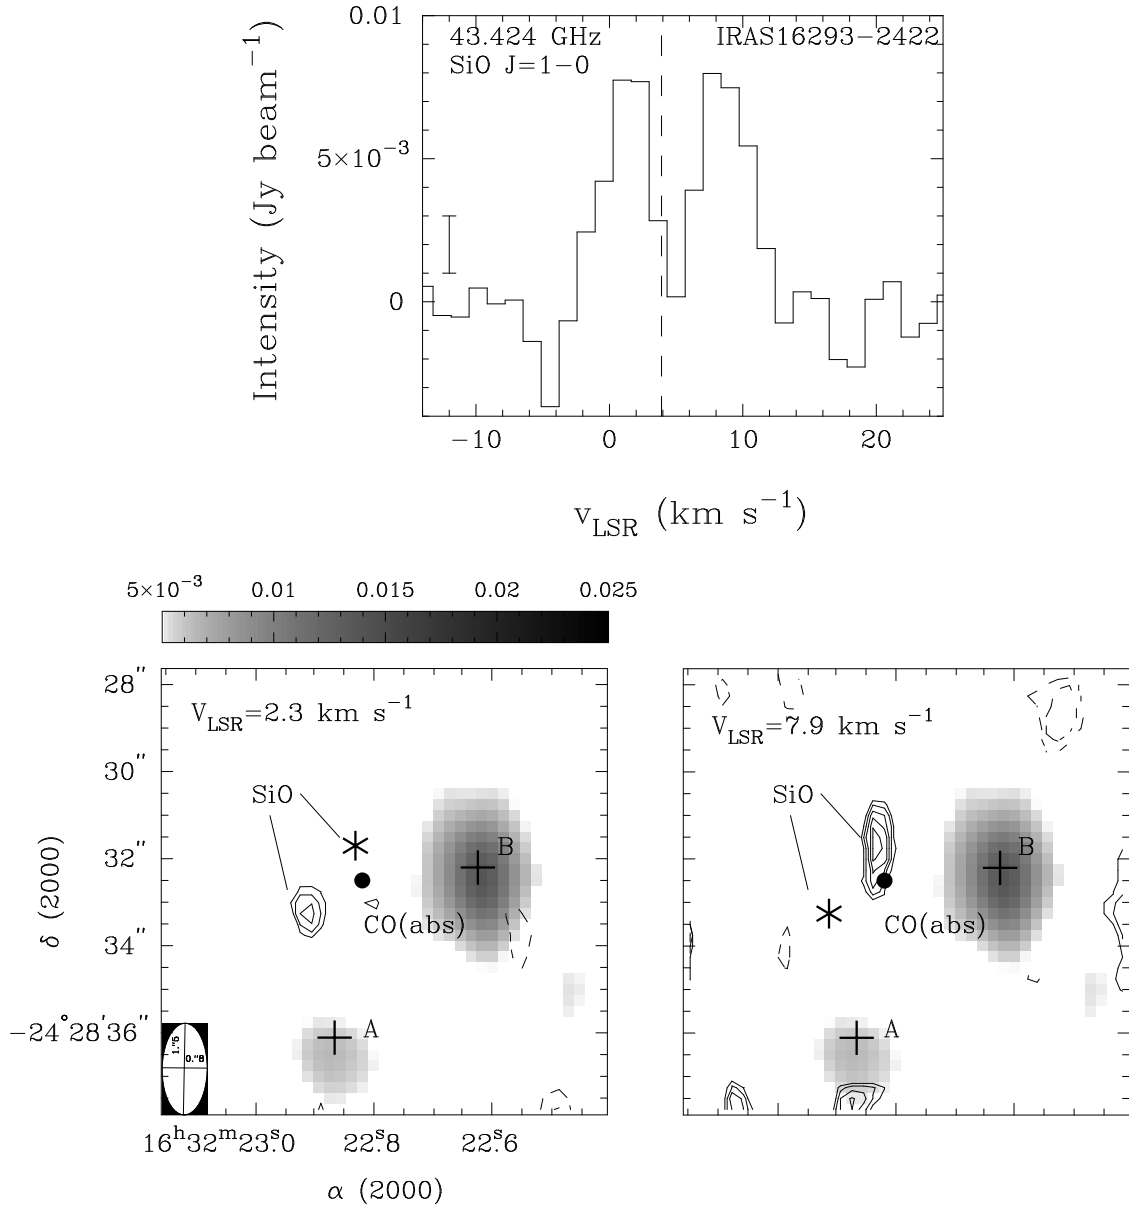 0.01
43.424 GHz
IRAS16293−2422
SiO J=1−0
5×10⁻³
0
Intensity (Jy beam⁻¹)
−10 0 10 20
v_LSR (km s⁻¹)
5×10⁻³ 0.01 0.015 0.02 0.025
28″
30″
32″
34″
−24°28′36″
δ (2000)
V_LSR=2.3 km s⁻¹
SiO
B
CO(abs)
A
1.″5
0.″8
16ʰ32ᵐ23ˢ.0 22ˢ.8 22ˢ.6
α (2000)
V_LSR=7.9 km s⁻¹
SiO
B
CO(abs)
A